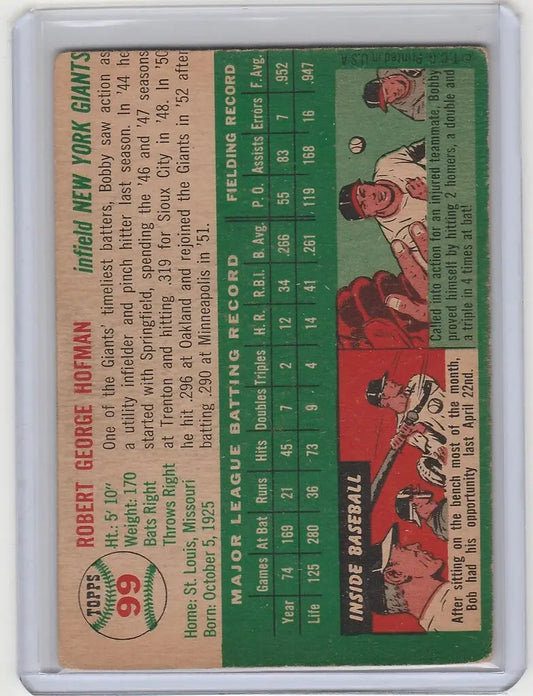 TOPPS
99
ROBERT GEORGE HOFMAN
infield NEW YORK GIANTS
Ht.: 5' 10"
Weight: 170
Bats Right
Throws Right
Home: St. Louis, Missouri
Born: October 5, 1925
One of the Giants' timeliest batters, Bobby saw action as
a utility infielder and pinch hitter last season. In '44 he
started with Springfield, spending the '46 and '47 seasons
at Trenton and hitting .319 for Sioux City in '48. In '50
he hit .296 at Oakland and rejoined the Giants in '52 after
batting .290 at Minneapolis in '51.
MAJOR LEAGUE BATTING RECORD
FIELDING RECORD
Games At Bat Runs Hits Doubles Triples H.R. R.B.I. B. Avg. P.O. Assists Errors F. Avg.
Year 74 169 21 45 7 2 12 34 .266 55 83 7 .952
Life 125 280 36 73 9 4 14 41 .261 119 168 16 .947
INSIDE BASEBALL
After sitting on the bench most of the month,
Bob had his opportunity last April 22nd.
Called into action for an injured teammate, Bobby
proved himself by hitting 2 homers, a double and
a triple in 4 times at bat!
© T.C.G. Printed in U.S.A